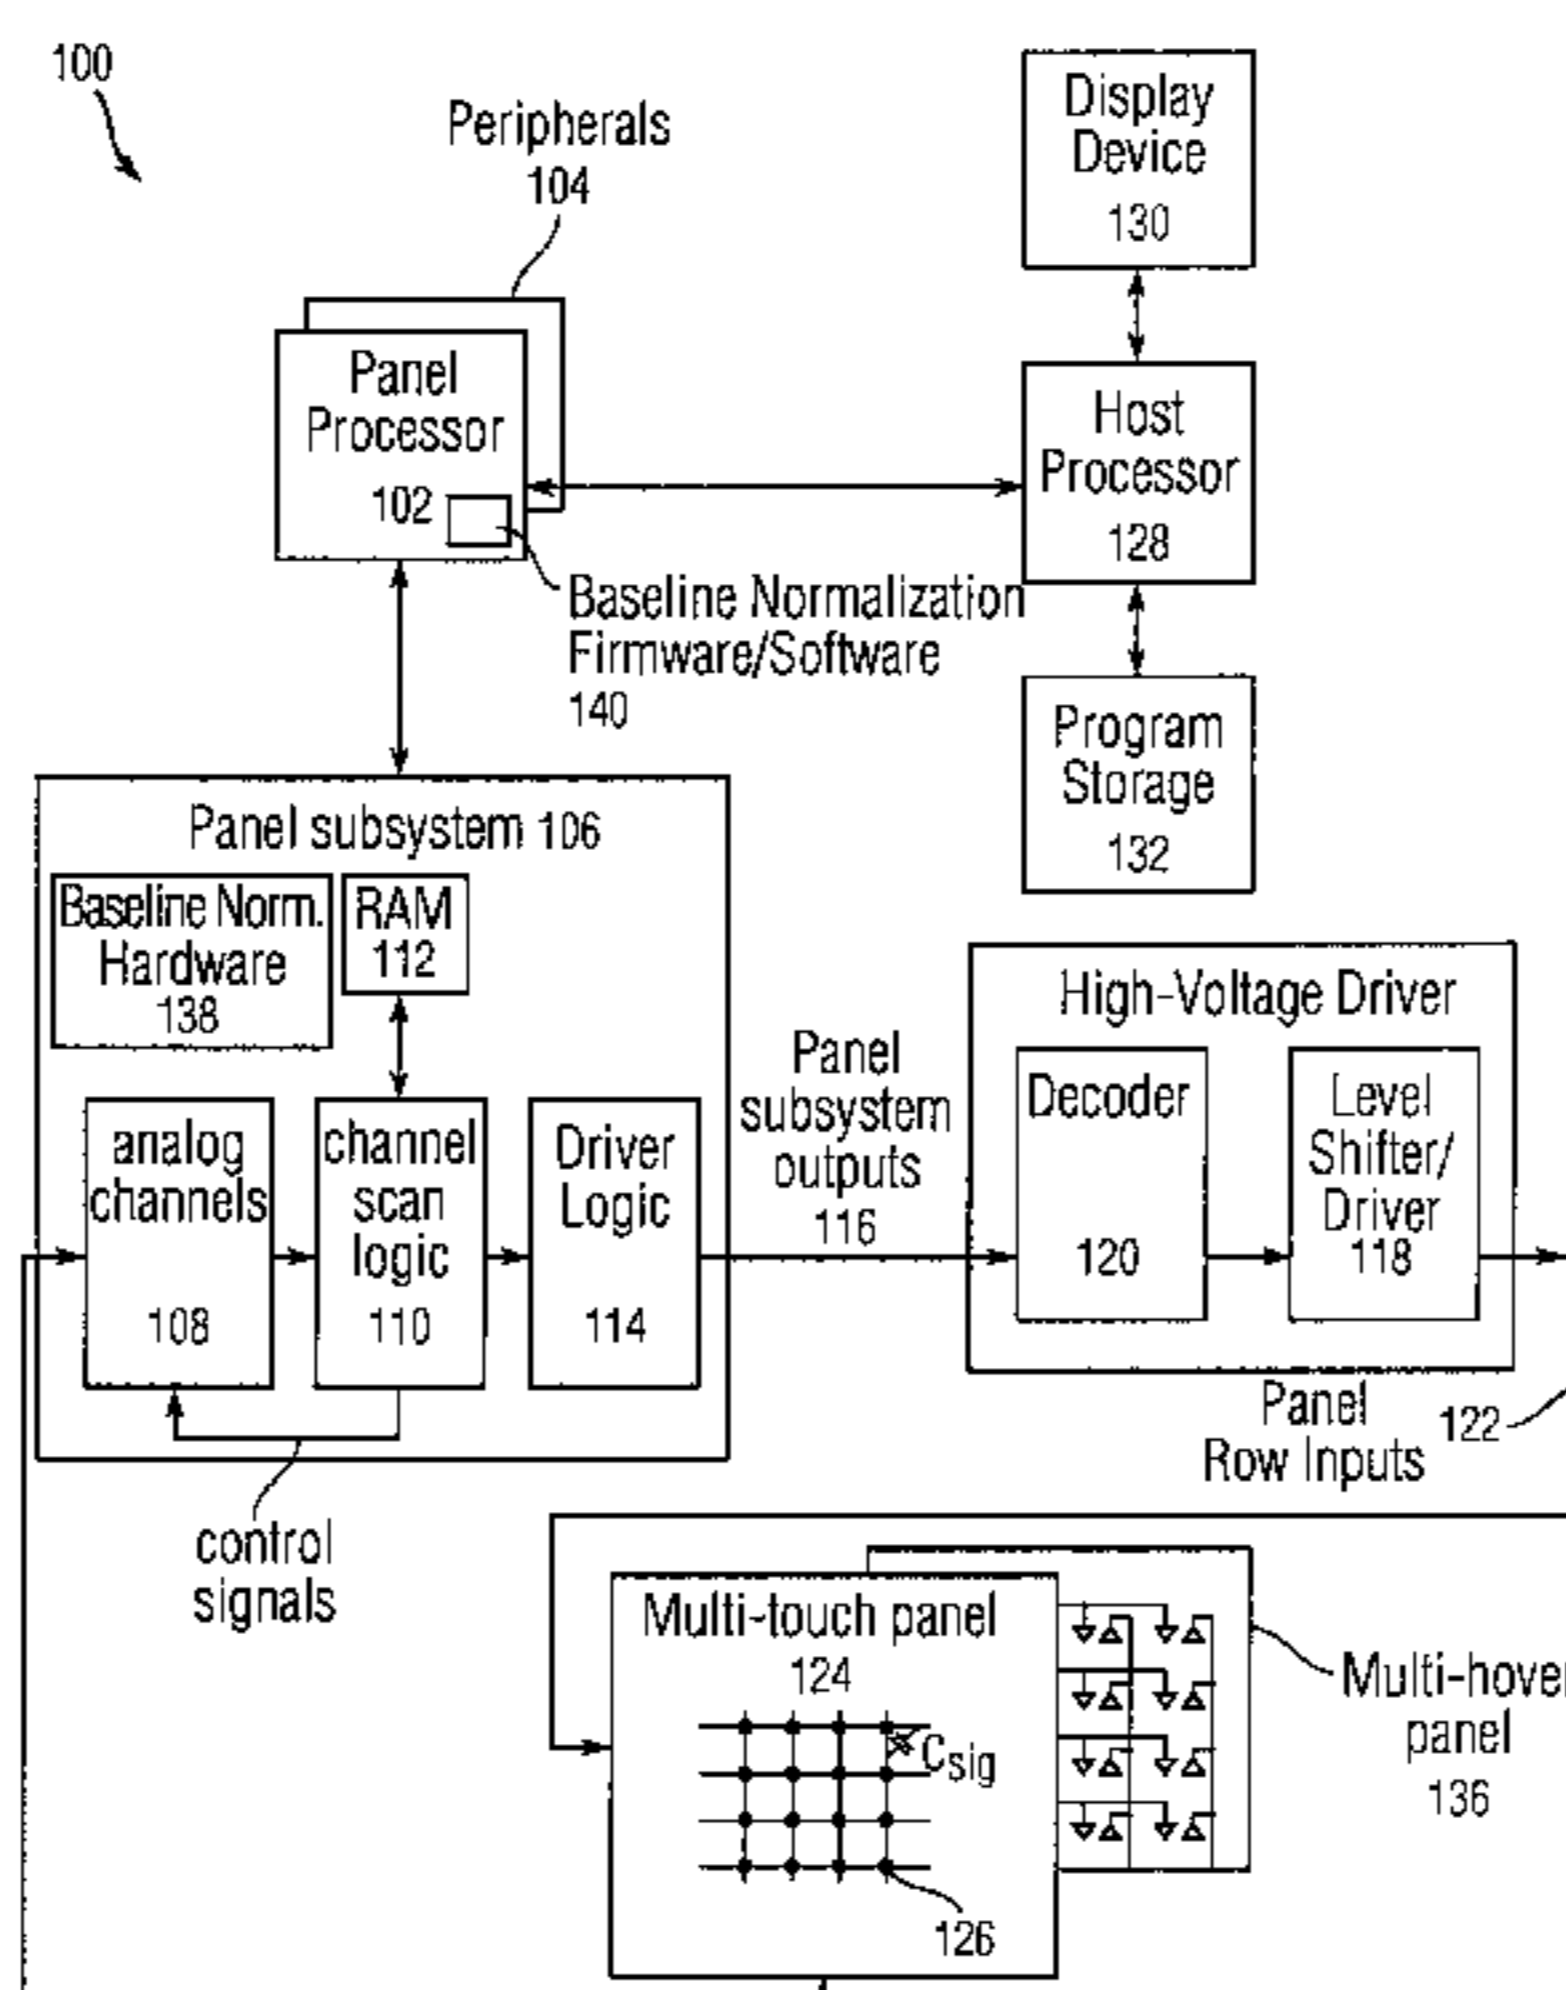 100
Peripherals
104
Display
Device
130
Panel
Processor
102
Host
Processor
128
Baseline Normalization
Firmware/Software
140
Program
Storage
132
Panel subsystem 106
Baseline Norm.
Hardware
138
RAM
112
analog
channels
108
channel
scan
logic
110
Driver
Logic
114
control
signals
Panel
subsystem
outputs
116
High-Voltage Driver
Decoder
120
Level
Shifter/
Driver
118
Panel
Row Inputs
122
Multi-touch panel
124
Csig
126
Multi-hover
panel
136